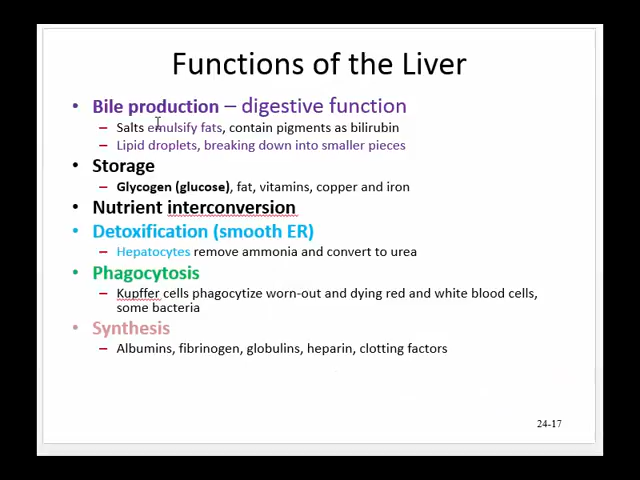 Functions of the Liver
• Bile production – digestive function
– Salts emulsify fats, contain pigments as bilirubin
– Lipid droplets, breaking down into smaller pieces
• Storage
– Glycogen (glucose), fat, vitamins, copper and iron
• Nutrient interconversion
• Detoxification (smooth ER)
– Hepatocytes remove ammonia and convert to urea
• Phagocytosis
– Kupffer cells phagocytize worn-out and dying red and white blood cells,
some bacteria
• Synthesis
– Albumins, fibrinogen, globulins, heparin, clotting factors
24-17